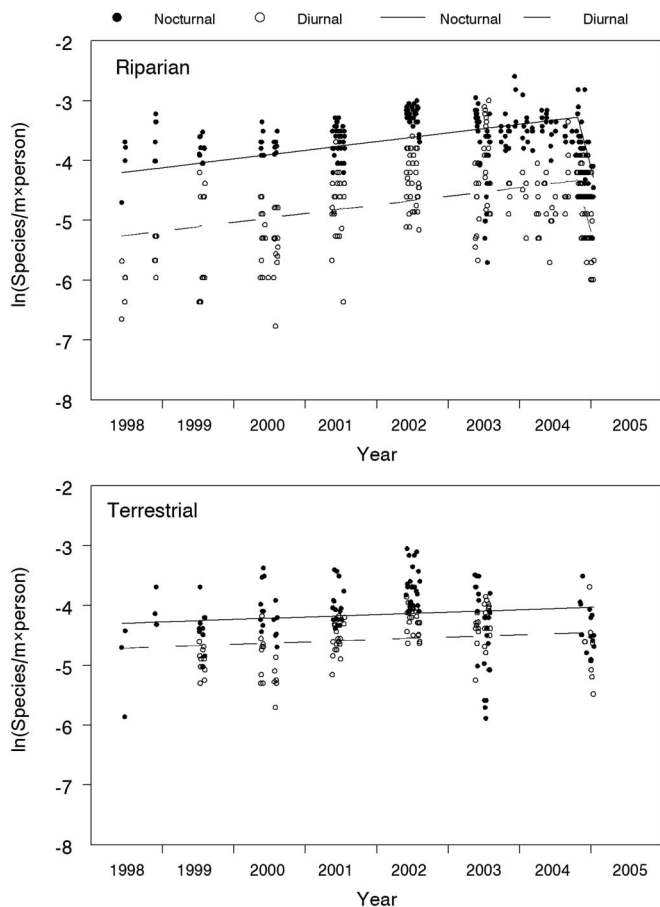 Nocturnal Diurnal Nocturnal Diurnal
Riparian
-2
-3
-4
-5
-6
-7
-8
ln(Species/m×person)
1998 1999 2000 2001 2002 2003 2004 2005
Year
Terrestrial
-2
-3
-4
-5
-6
-7
-8
ln(Species/m×person)
1998 1999 2000 2001 2002 2003 2004 2005
Year